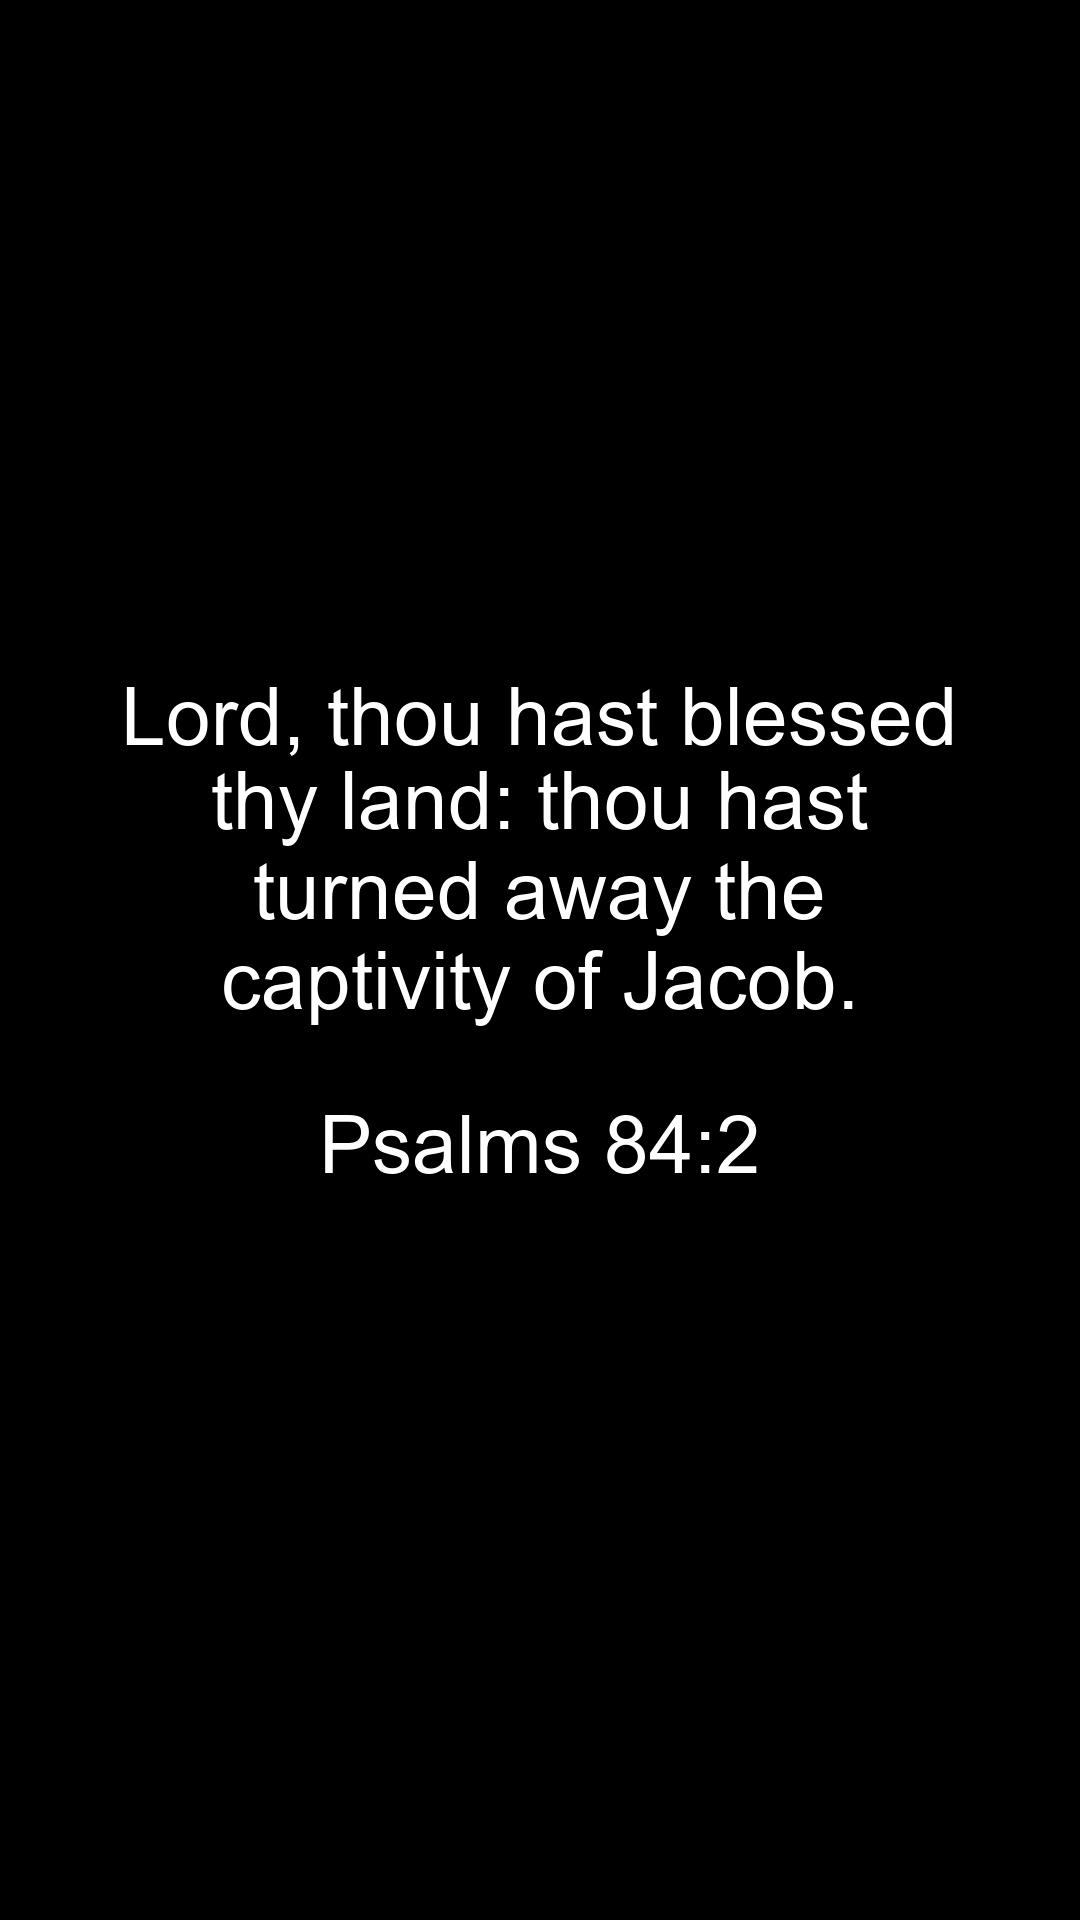 Lord, thou hast blessed
thy land: thou hast
turned away the
captivity of Jacob.
Psalms 84:2